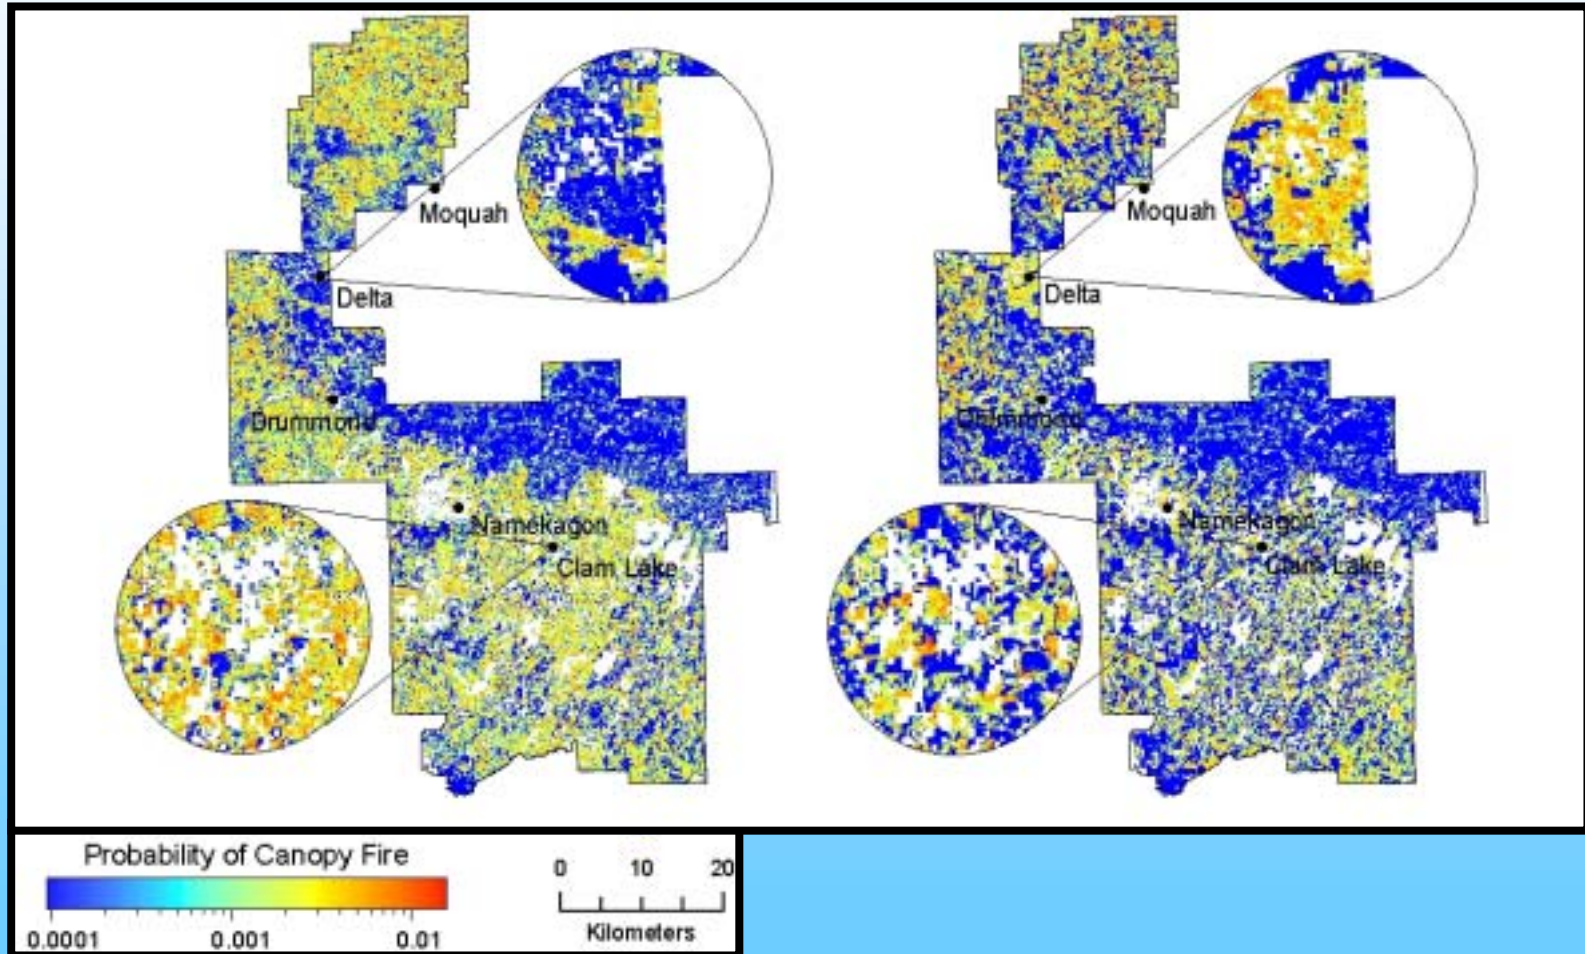 Moquah
Delta
Drummond
Namekagon
Clam Lake
Moquah
Delta
Drummond
Namekagon
Clam Lake
Probability of Canopy Fire
0.0001 0.001 0.01
0 10 20
Kilometers